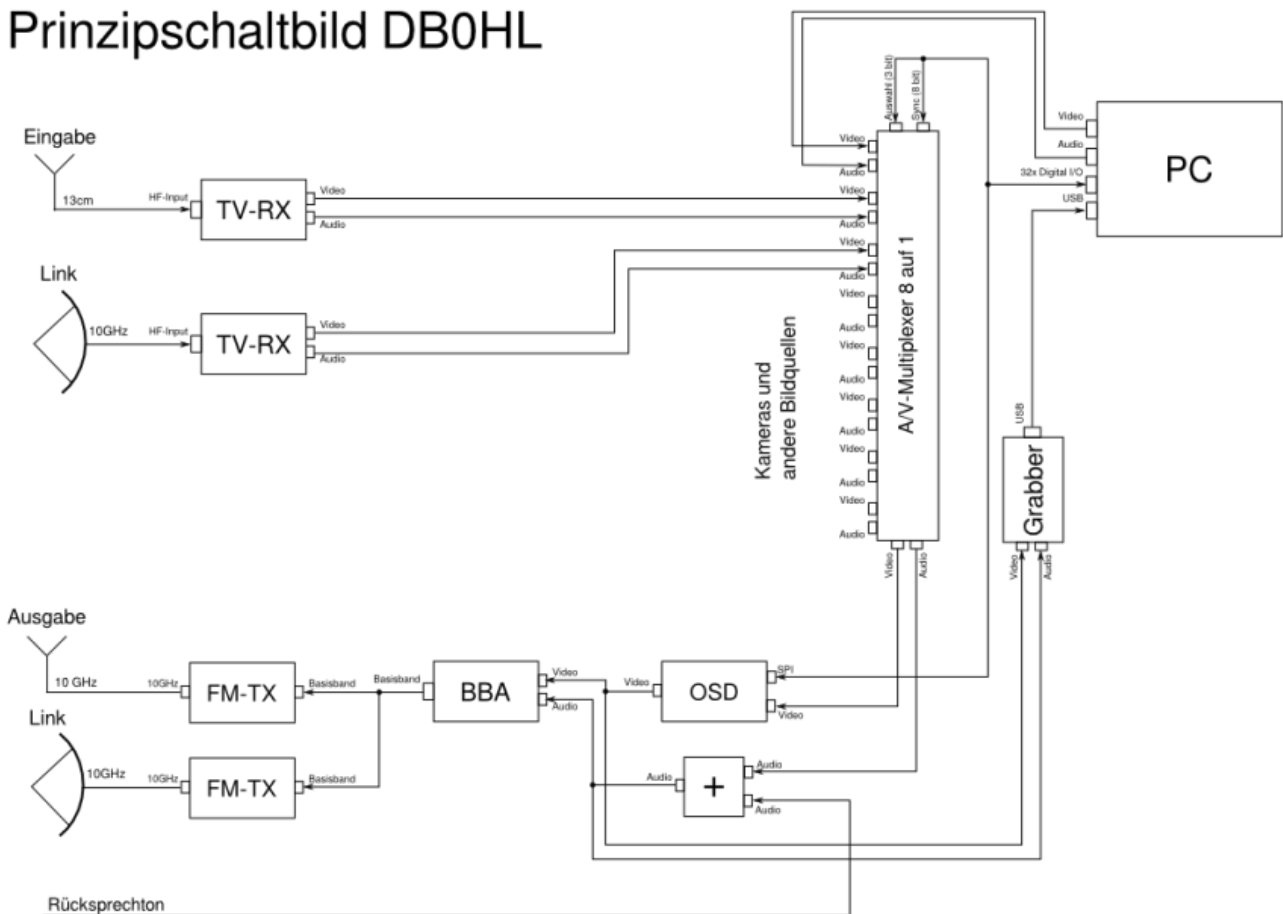 Prinzipschaltbild DB0HL
Eingabe
13cm
HF-Input
TV-RX
Video
Audio
Link
10GHz
HF-Input
TV-RX
Video
Audio
Auswahl (3 bit)
Sync (8 bit)
Video
Audio
Video
Audio
Video
Audio
Video
Audio
Video
Audio
Video
Audio
Video
Audio
Video
Audio
A/V-Multiplexer 8 auf 1
Kameras und
andere Bildquellen
Video
Audio
Video
Audio
32x Digital I/O
USB
PC
USB
Grabber
Video
Audio
Ausgabe
10 GHz
10GHz
FM-TX
Basisband
Basisband
BBA
Video
Audio
Video
OSD
SPI
Video
Link
10GHz
10GHz
FM-TX
Basisband
Audio
+
Audio
Audio
Rücksprechton